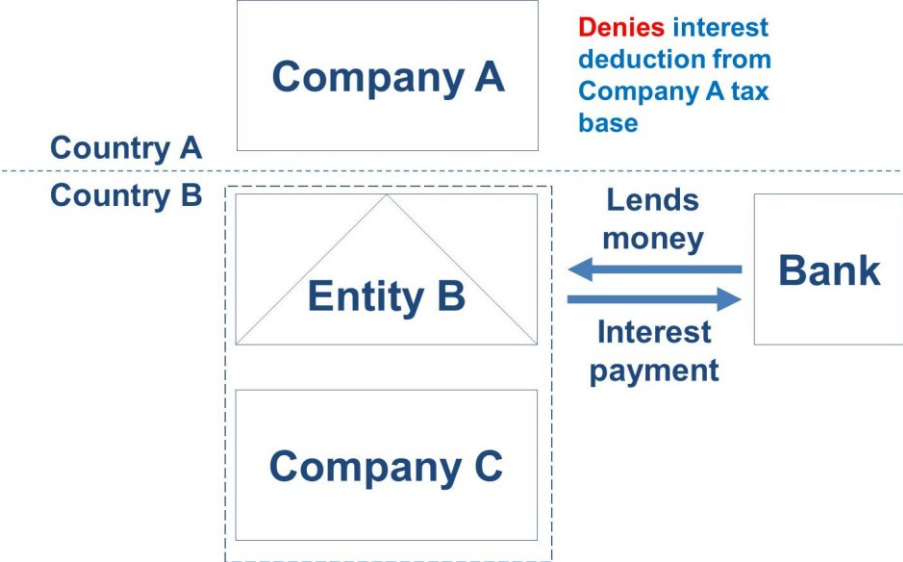 Company A
Denies interest
deduction from
Company A tax
base
Country A
Country B
Lends
money
Bank
Entity B
Interest
payment
Company C